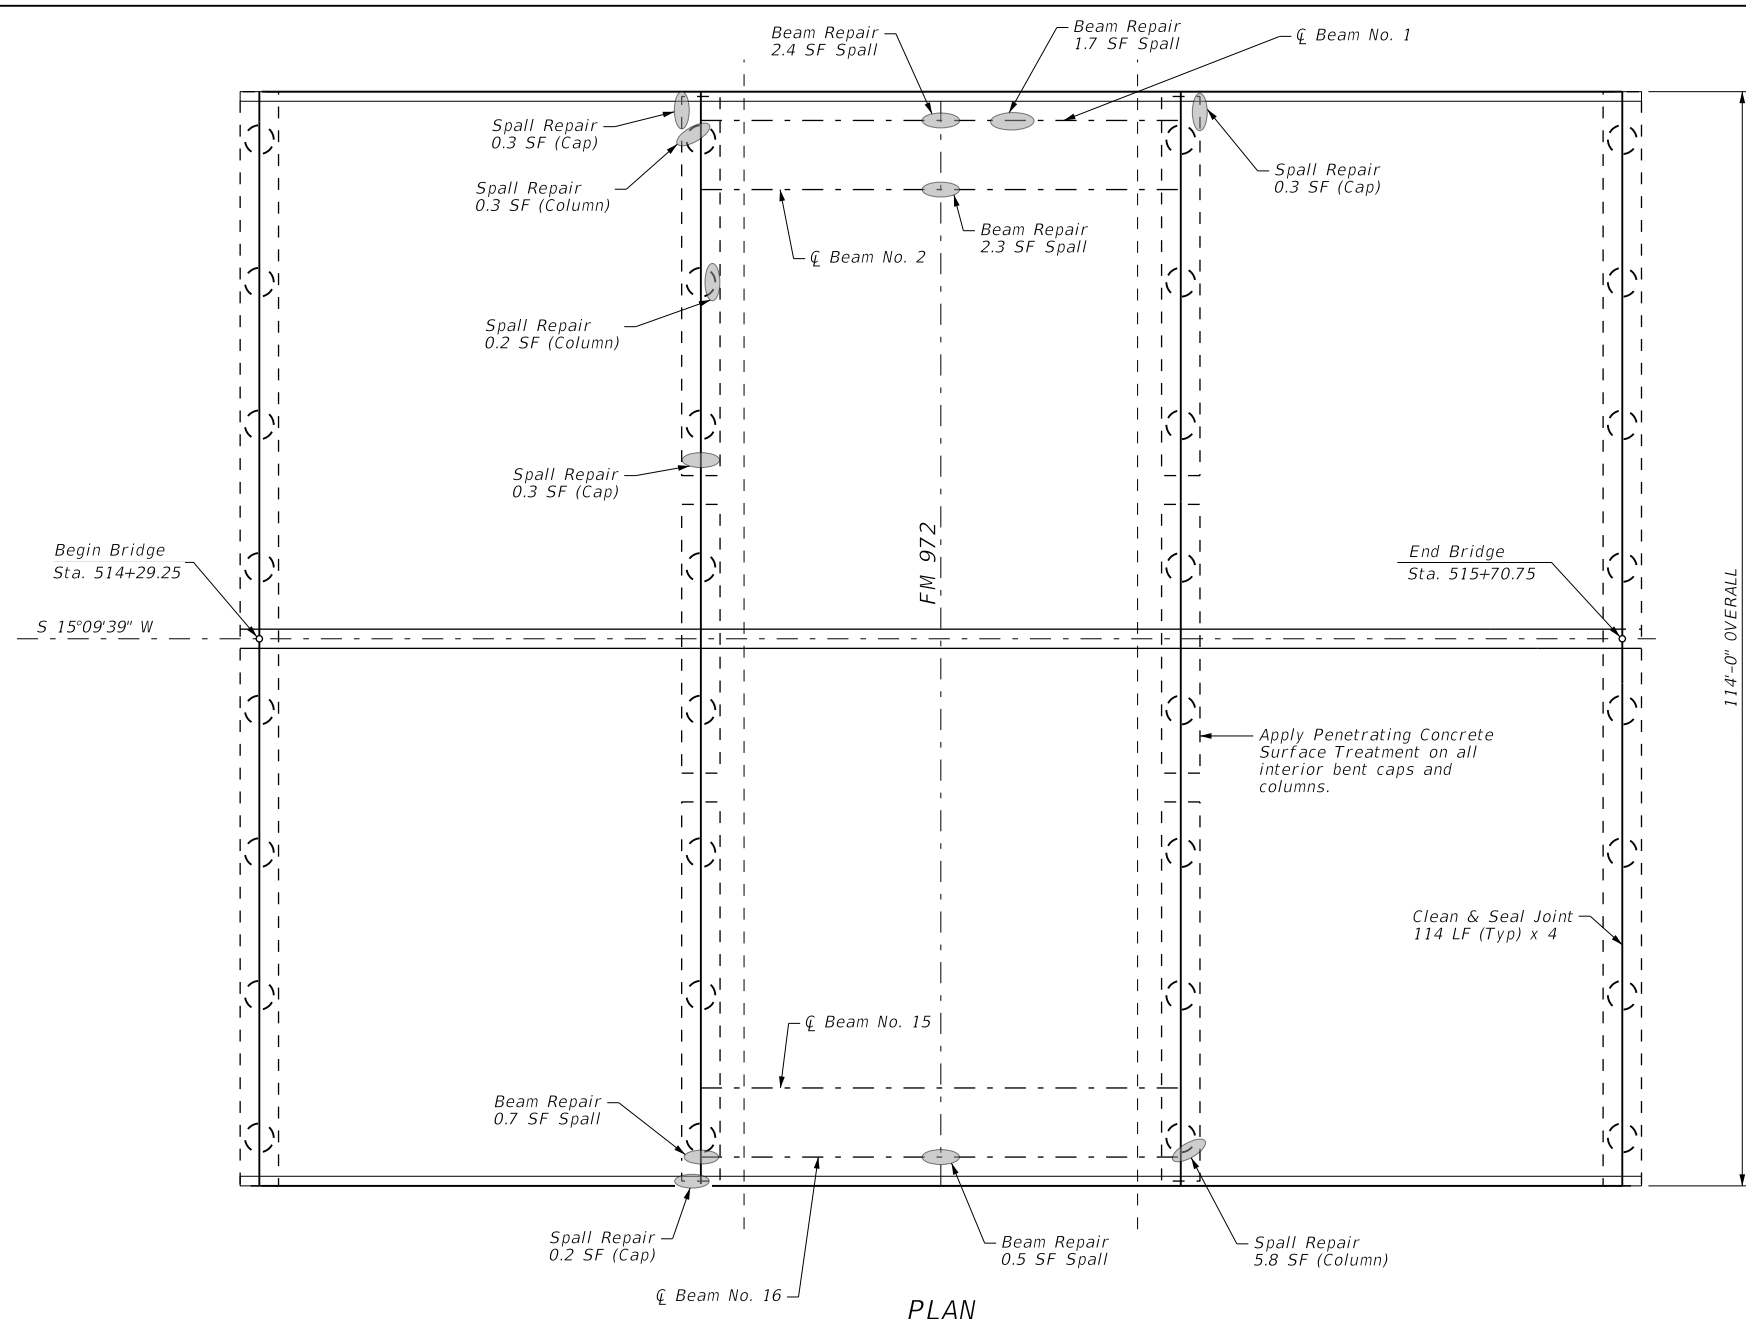 Beam Repair
2.4 SF Spall
Beam Repair
1.7 SF Spall
℄ Beam No. 1
Spall Repair
0.3 SF (Cap)
Spall Repair
0.3 SF (Column)
Spall Repair
0.3 SF (Cap)
Beam Repair
2.3 SF Spall
℄ Beam No. 2
Spall Repair
0.2 SF (Column)
Spall Repair
0.3 SF (Cap)
FM 972
Begin Bridge
Sta. 514+29.25
End Bridge
Sta. 515+70.75
S 15°09'39" W
114'-0" OVERALL
Apply Penetrating Concrete
Surface Treatment on all
interior bent caps and
columns.
Clean & Seal Joint
114 LF (Typ) x 4
℄ Beam No. 15
Beam Repair
0.7 SF Spall
Spall Repair
0.2 SF (Cap)
Beam Repair
0.5 SF Spall
Spall Repair
5.8 SF (Column)
℄ Beam No. 16
PLAN